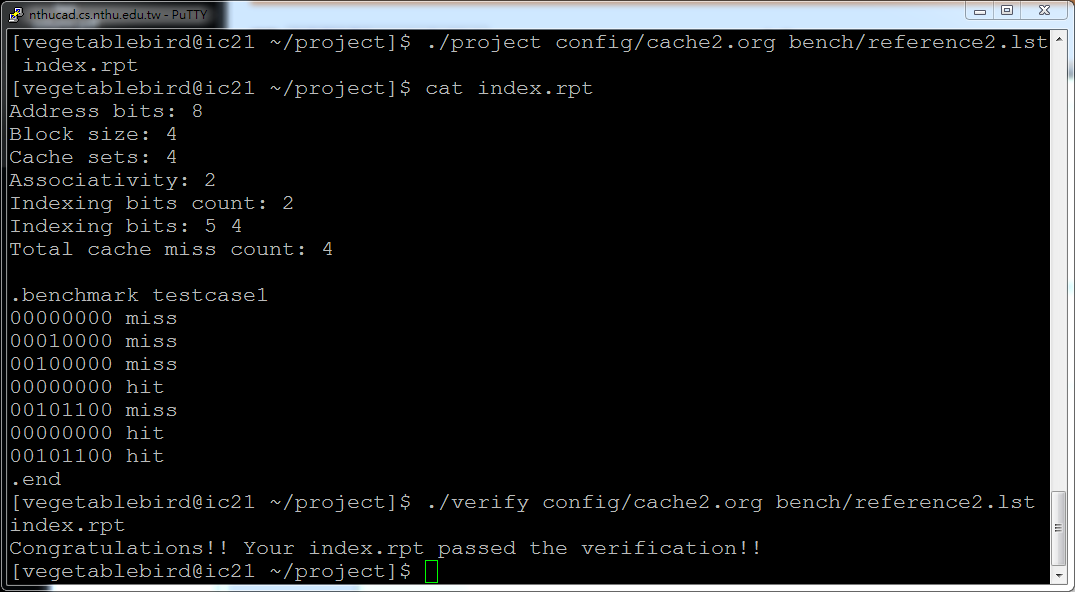 nthucad.cs.nthu.edu.tw - PuTTY
[vegetablebird@ic21 ~/project]$ ./project config/cache2.org bench/reference2.lst
index.rpt
[vegetablebird@ic21 ~/project]$ cat index.rpt
Address bits: 8
Block size: 4
Cache sets: 4
Associativity: 2
Indexing bits count: 2
Indexing bits: 5 4
Total cache miss count: 4
.benchmark testcase1
00000000 miss
00010000 miss
00100000 miss
00000000 hit
00101100 miss
00000000 hit
00101100 hit
.end
[vegetablebird@ic21 ~/project]$ ./verify config/cache2.org bench/reference2.lst
index.rpt
Congratulations!! Your index.rpt passed the verification!!
[vegetablebird@ic21 ~/project]$